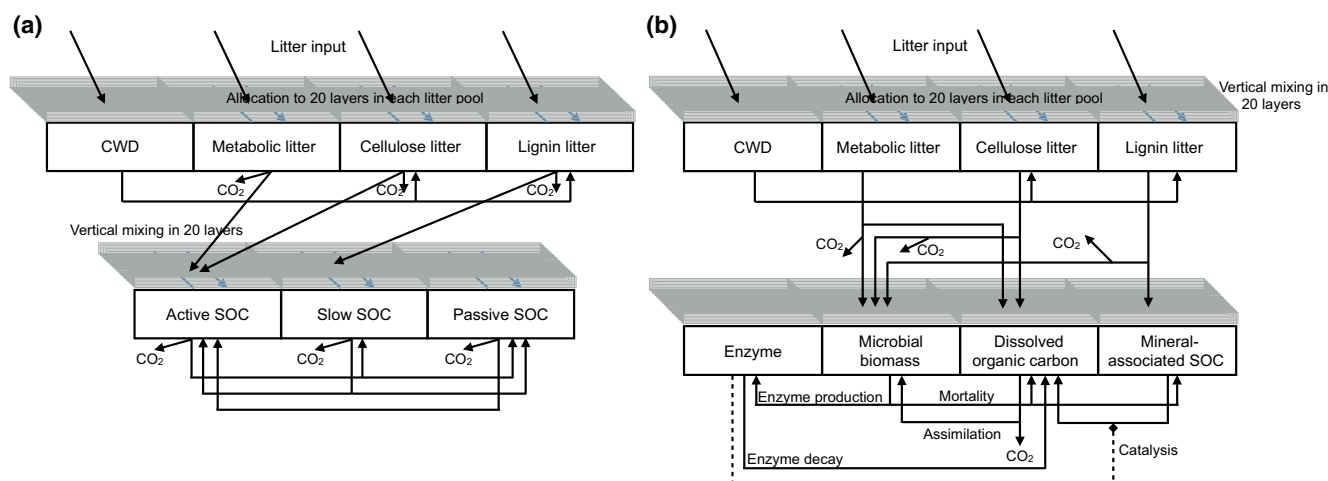 (a)
Litter input
Allocation to 20 layers in each litter pool
CWD
Metabolic litter
Cellulose litter
Lignin litter
CO2
CO2
CO2
Vertical mixing in 20 layers
Active SOC
Slow SOC
Passive SOC
CO2
CO2
CO2
(b)
Litter input
Vertical mixing in
20 layers
Allocation to 20 layers in each litter pool
CWD
Metabolic litter
Cellulose litter
Lignin litter
CO2
CO2
CO2
Enzyme
Microbial
biomass
Dissolved
organic carbon
Mineral-
associated SOC
Enzyme production
Mortality
Assimilation
Catalysis
Enzyme decay
CO2